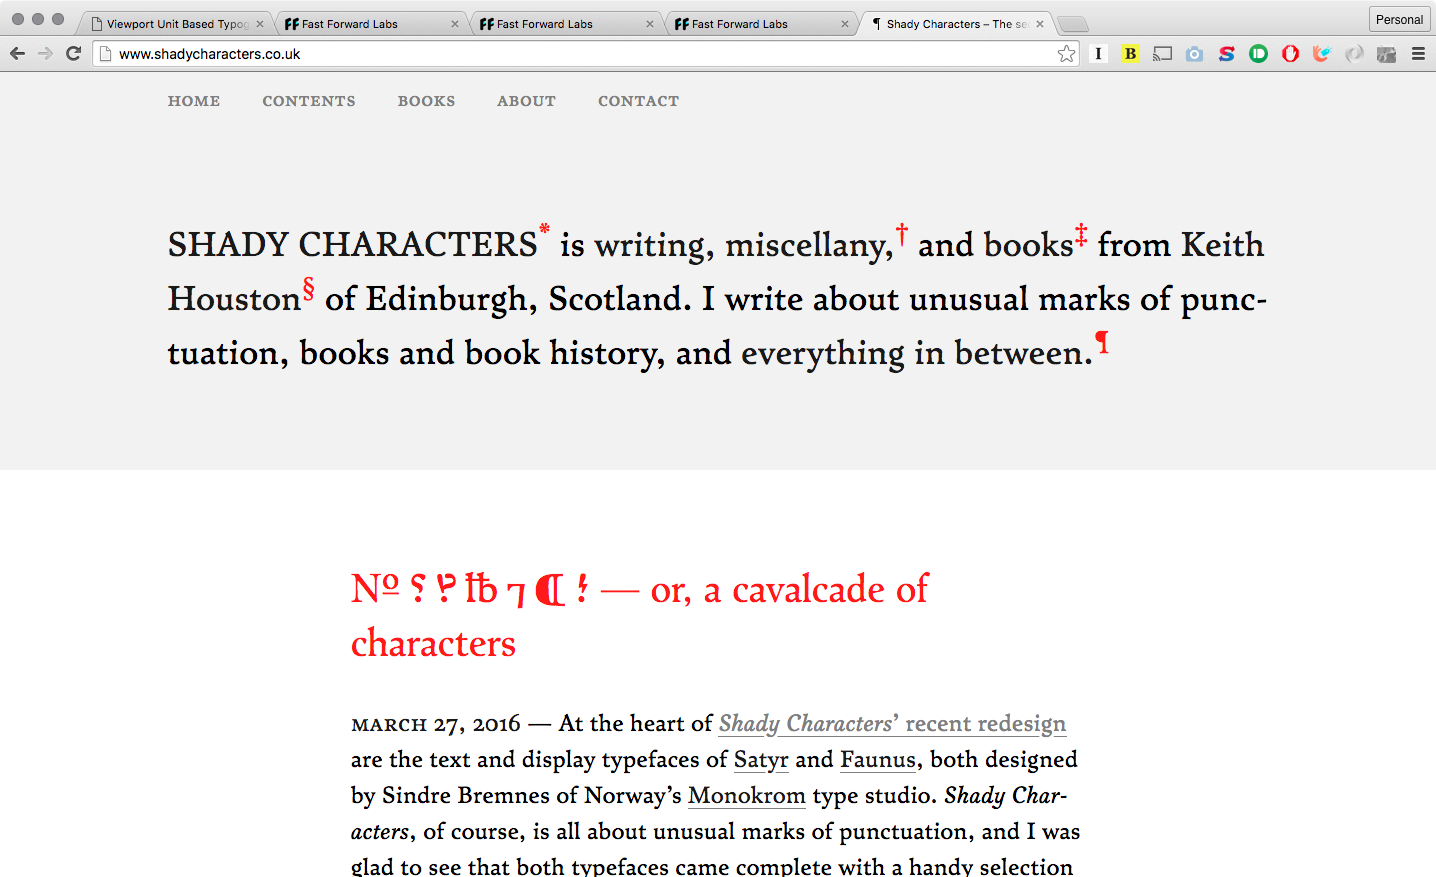 Viewport Unit Based Typog
Fast Forward Labs
Fast Forward Labs
Fast Forward Labs
¶ Shady Characters – The se
Personal
www.shadycharacters.co.uk
HOME CONTENTS BOOKS ABOUT CONTACT
SHADY CHARACTERS* is writing, miscellany,† and books‡ from Keith
Houston§ of Edinburgh, Scotland. I write about unusual marks of punc-
tuation, books and book history, and everything in between.¶
Nº ⸮ — or, a cavalcade of
characters
MARCH 27, 2016 — At the heart of Shady Characters’ recent redesign
are the text and display typefaces of Satyr and Faunus, both designed
by Sindre Bremnes of Norway’s Monokrom type studio. Shady Char-
acters, of course, is all about unusual marks of punctuation, and I was
glad to see that both typefaces came complete with a handy selection